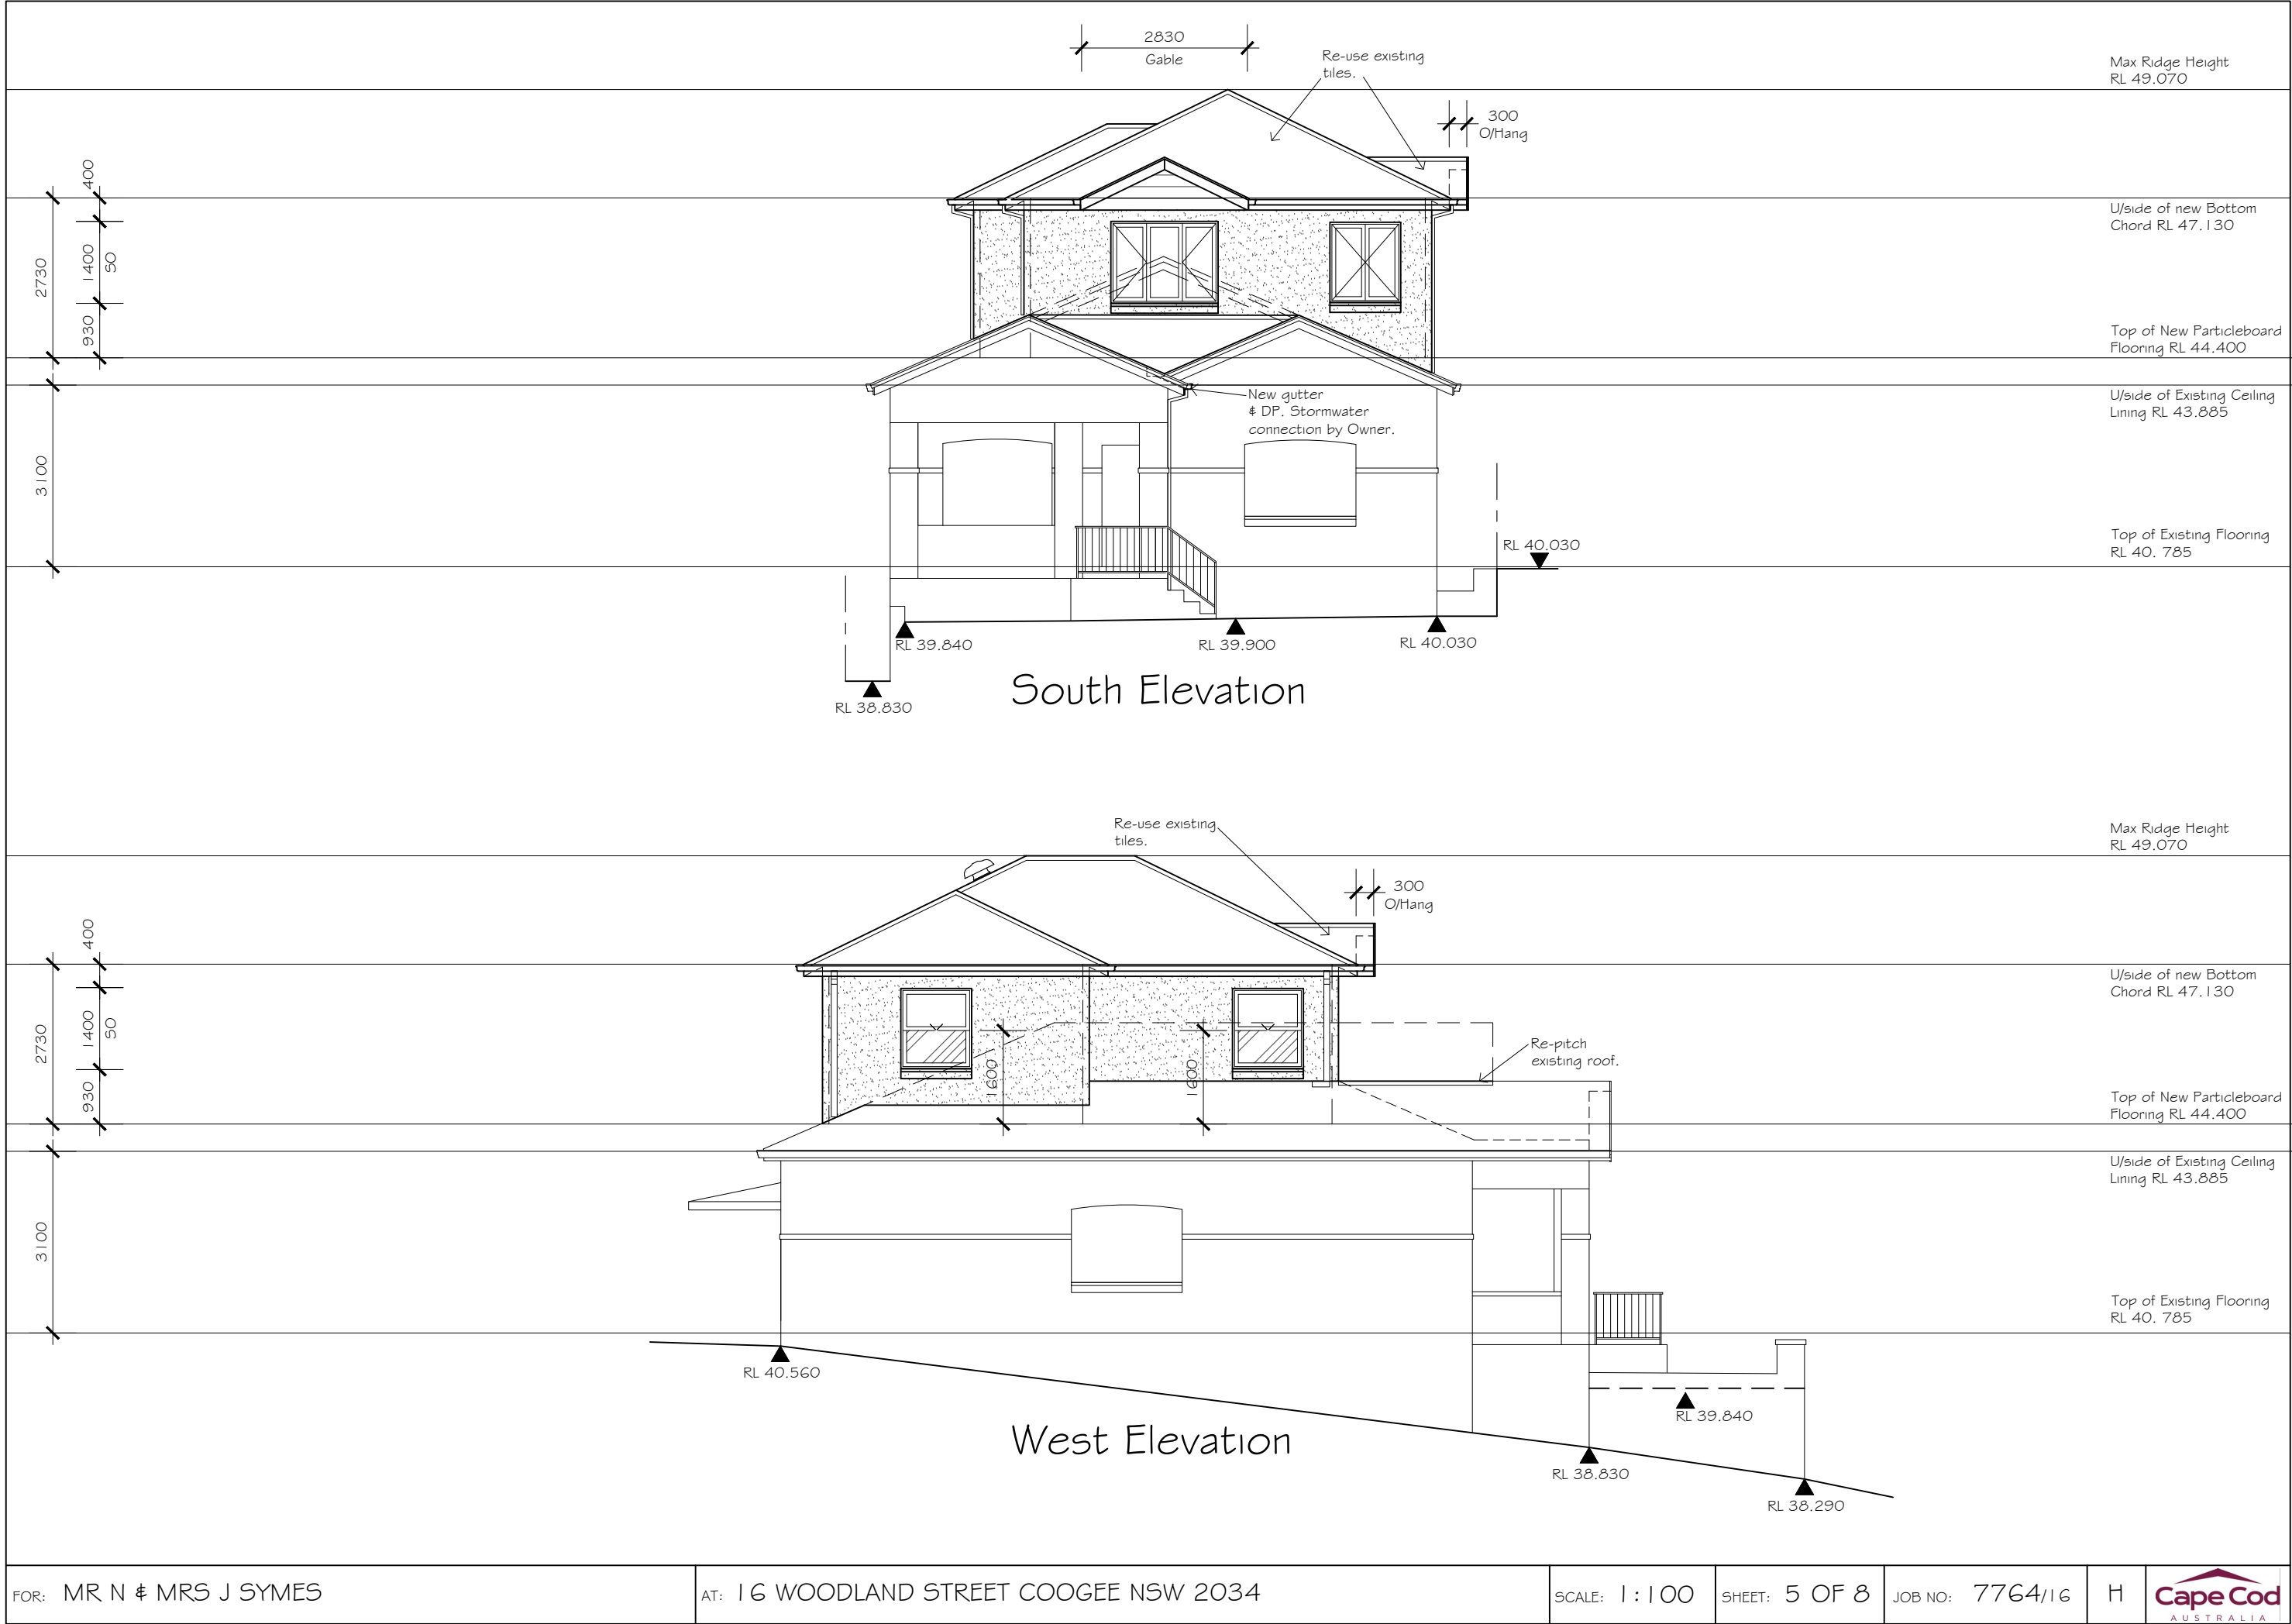 2830
Gable
Re-use existing
tiles.
Max Ridge Height
RL 49.070
300
O/Hang
400
U/side of new Bottom
Chord RL 47.130
2730
1400
50
930
Top of New Particleboard
Flooring RL 44.400
U/side of Existing Ceiling
Lining RL 43.885
New gutter
& DP. Stormwater
connection by Owner.
3100
Top of Existing Flooring
RL 40. 785
RL 40.030
RL 39.840
RL 39.900
RL 40.030
RL 38.830
South Elevation
Re-use existing
tiles.
Max Ridge Height
RL 49.070
300
O/Hang
400
U/side of new Bottom
Chord RL 47.130
2730
1400
50
930
1600
1600
Re-pitch
existing roof.
Top of New Particleboard
Flooring RL 44.400
U/side of Existing Ceiling
Lining RL 43.885
3100
Top of Existing Flooring
RL 40. 785
RL 40.560
RL 39.840
West Elevation
RL 38.830
RL 38.290
FOR: MR N & MRS J SYMES
AT: 16 WOODLAND STREET COOGEE NSW 2034
SCALE: 1:100
SHEET: 5 OF 8
JOB NO: 7764/16
H
Cape Cod
AUSTRALIA